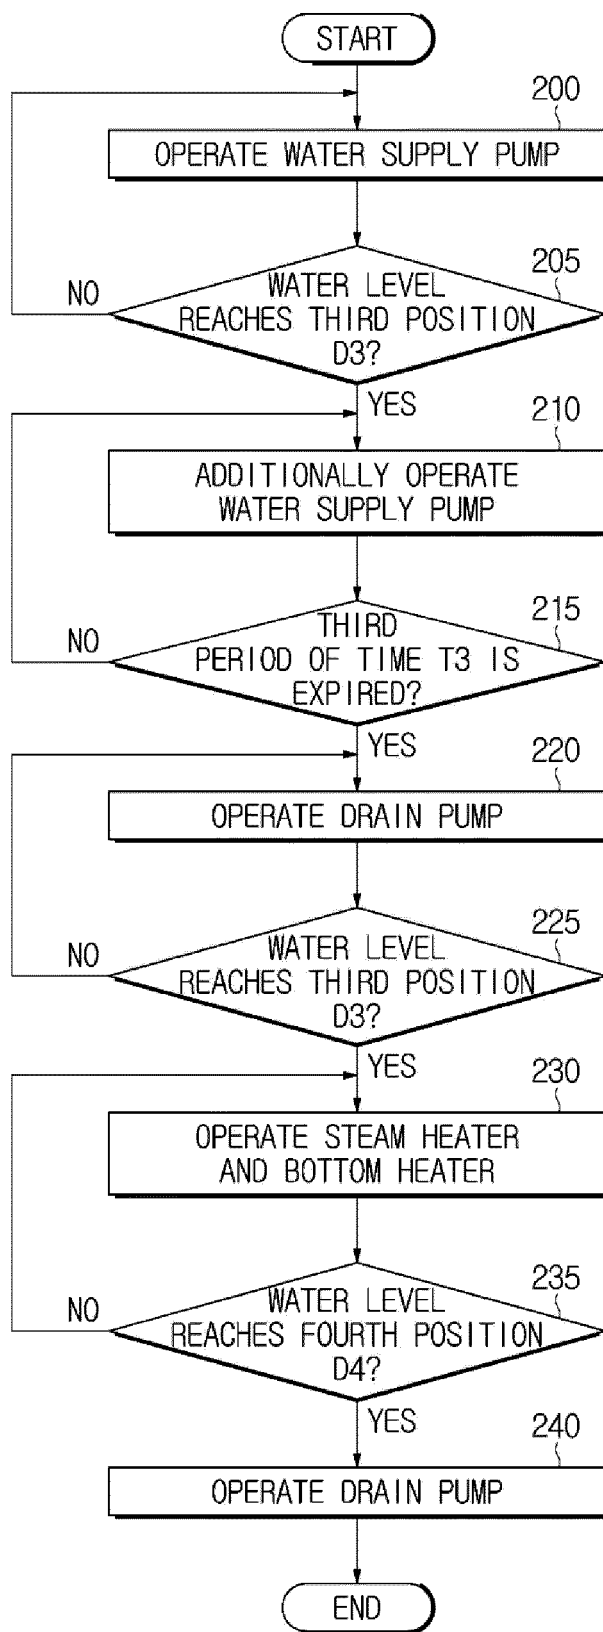 START
200
OPERATE WATER SUPPLY PUMP
205
WATER LEVEL
REACHES THIRD POSITION
D3?
NO
YES
210
ADDITIONALLY OPERATE
WATER SUPPLY PUMP
215
THIRD
PERIOD OF TIME T3 IS
EXPIRED?
NO
YES
220
OPERATE DRAIN PUMP
225
WATER LEVEL
REACHES THIRD POSITION
D3?
NO
YES
230
OPERATE STEAM HEATER
AND BOTTOM HEATER
235
WATER LEVEL
REACHES FOURTH POSITION
D4?
NO
YES
240
OPERATE DRAIN PUMP
END